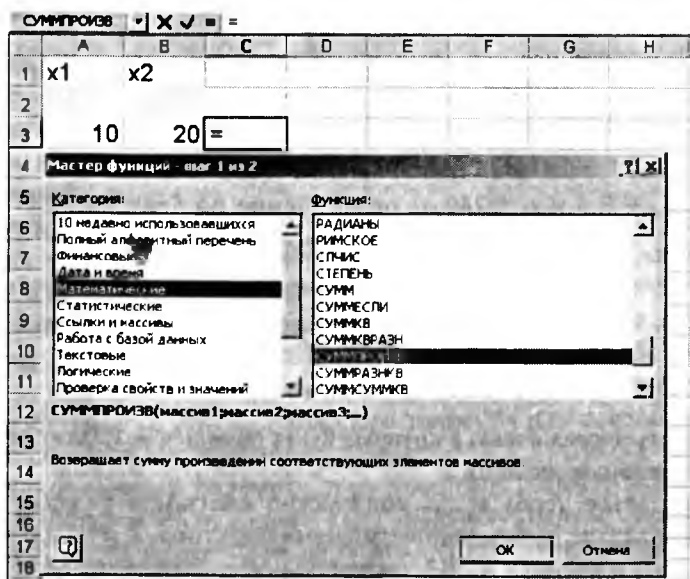 СУММПРОИЗВ =
A B C D E F G H
1 x1 x2
2
3 10 20 =
4 Мастер функций - шаг 1 из 2
5 Категория: Функция:
6 10 недавно использовавшихся РАДИАНЫ
Полный алфавитный перечень РИМСКОЕ
7 Финансовые СЛЧИС
Дата и время СТЕПЕНЬ
8 Математические СУММ
Статистические СУММЕСЛИ
9 Ссылки и массивы СУММКВ
Работа с базой данных СУММКВРАЗН
10 Текстовые СУММПРОИЗВ
Логические СУММРАЗНКВ
11 Проверка свойств и значений СУММСУММКВ
12 СУММПРОИЗВ(массив1;массив2;массив3;...)
13
14 Возвращает сумму произведений соответствующих элементов массивов.
15
16
17 ОК Отмена
18